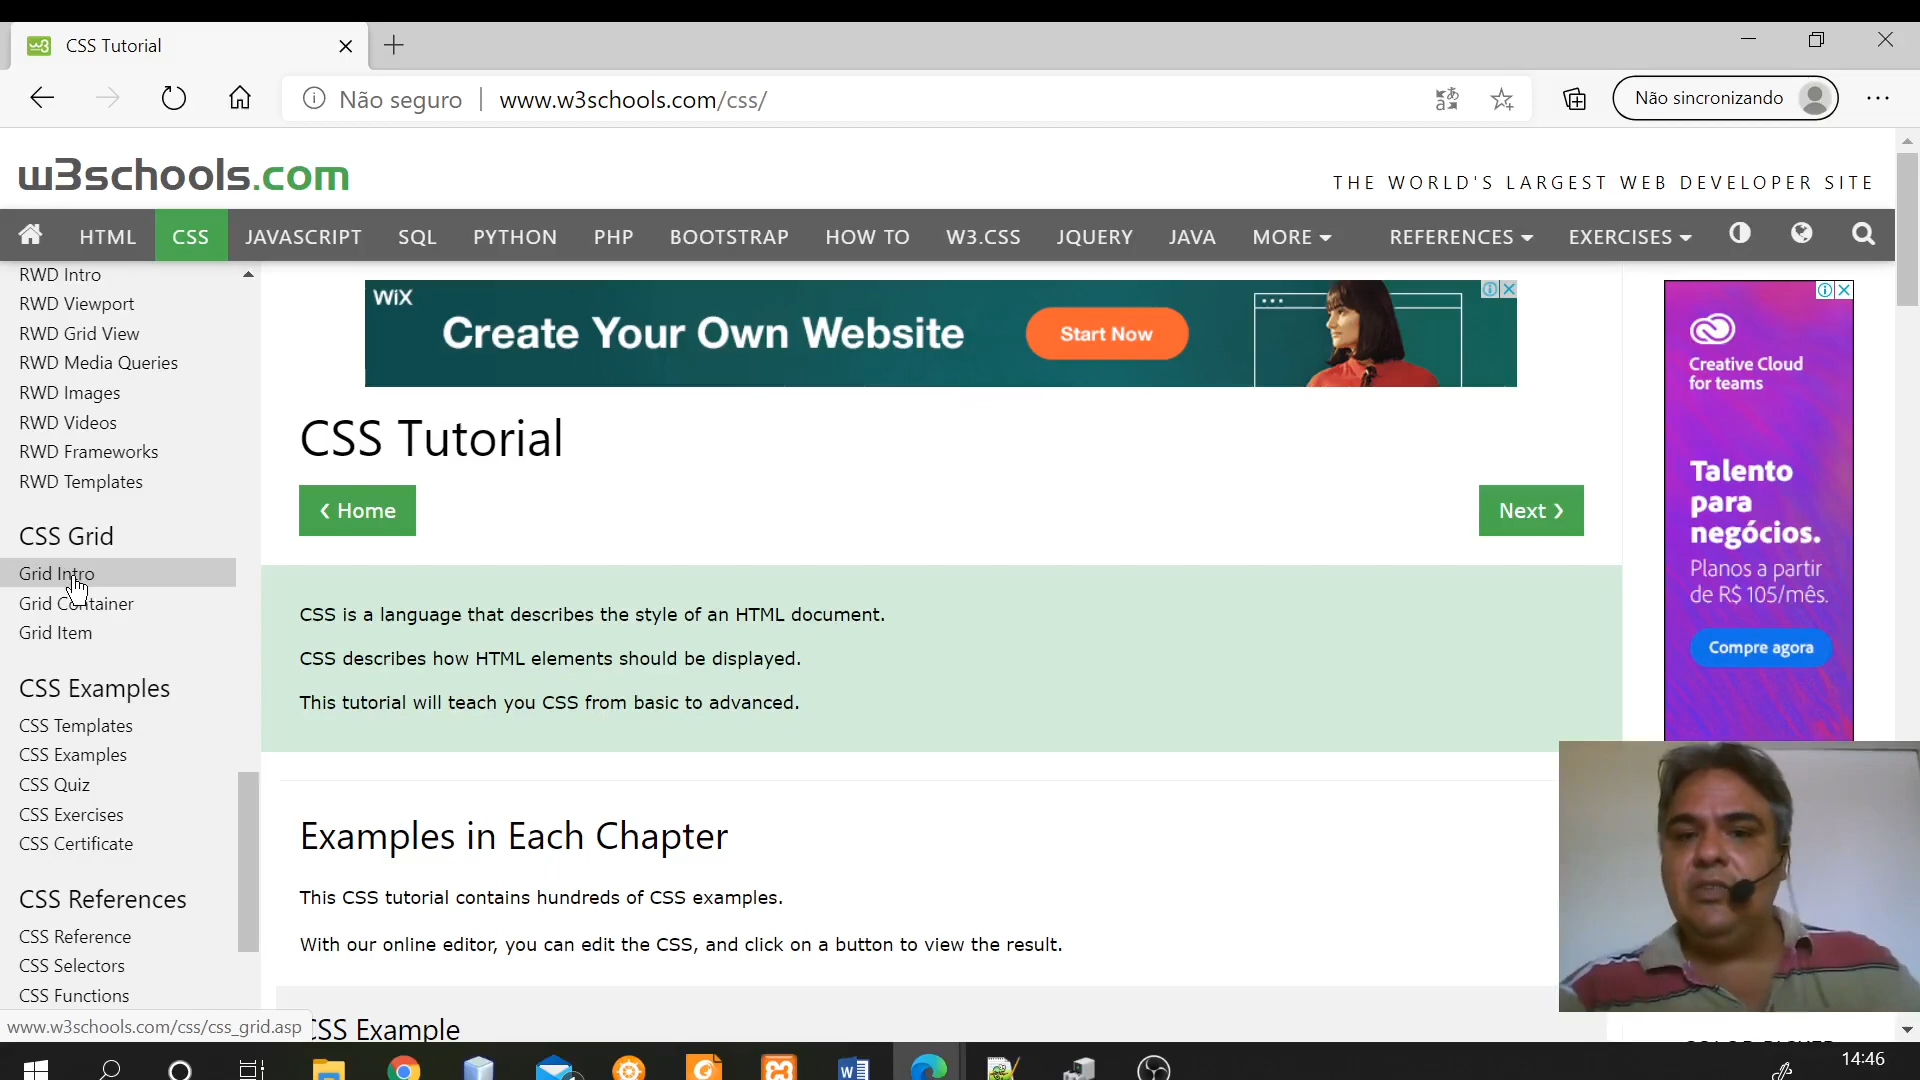 CSS Tutorial
Não seguro
www.w3schools.com/css/
Não sincronizando
w3schools.com
THE WORLD'S LARGEST WEB DEVELOPER SITE
HTML CSS JAVASCRIPT SQL PYTHON PHP BOOTSTRAP HOW TO W3.CSS JQUERY JAVA MORE REFERENCES EXERCISES
RWD Intro
RWD Viewport
RWD Grid View
RWD Media Queries
RWD Images
RWD Videos
RWD Frameworks
RWD Templates
CSS Grid
Grid Intro
Grid Container
Grid Item
CSS Examples
CSS Templates
CSS Examples
CSS Quiz
CSS Exercises
CSS Certificate
CSS References
CSS Reference
CSS Selectors
CSS Functions
www.w3schools.com/css/css_grid.asp
WiX
Create Your Own Website
Start Now
CSS Tutorial
❮ Home
Next ❯
CSS is a language that describes the style of an HTML document.
CSS describes how HTML elements should be displayed.
This tutorial will teach you CSS from basic to advanced.
Examples in Each Chapter
This CSS tutorial contains hundreds of CSS examples.
With our online editor, you can edit the CSS, and click on a button to view the result.
CSS Example
Creative Cloud
for teams
Talento
para
negócios.
Planos a partir
de R$ 105/mês.
Compre agora
14:46